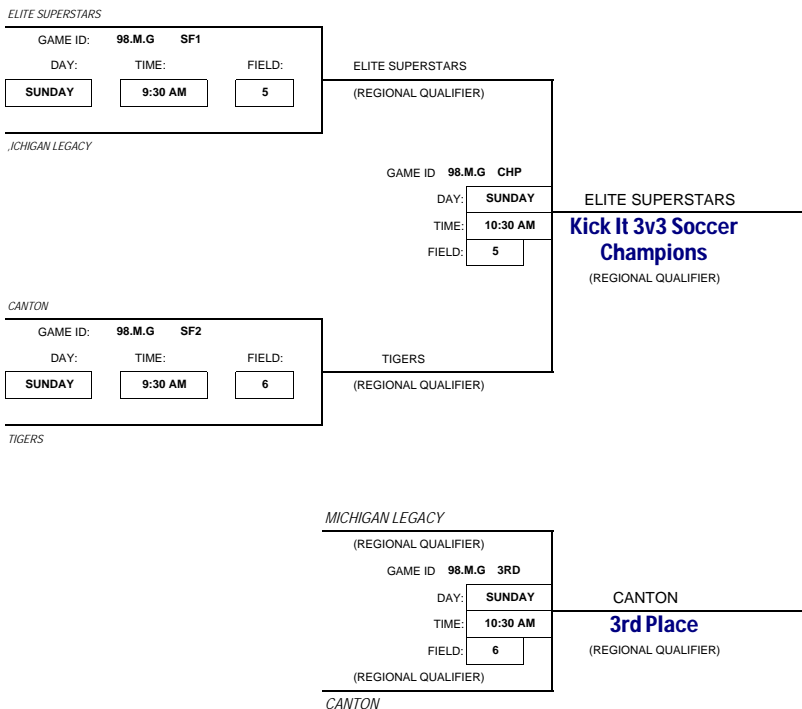 ELITE SUPERSTARS
GAME ID: 98.M.G SF1
DAY: TIME: FIELD:
SUNDAY 9:30 AM 5
,ICHIGAN LEGACY
ELITE SUPERSTARS
(REGIONAL QUALIFIER)
GAME ID 98.M.G CHP
DAY: SUNDAY
TIME: 10:30 AM
FIELD: 5
ELITE SUPERSTARS
Kick It 3v3 Soccer
Champions
(REGIONAL QUALIFIER)
CANTON
GAME ID: 98.M.G SF2
DAY: TIME: FIELD:
SUNDAY 9:30 AM 6
TIGERS
TIGERS
(REGIONAL QUALIFIER)
MICHIGAN LEGACY
(REGIONAL QUALIFIER)
GAME ID 98.M.G 3RD
DAY: SUNDAY
TIME: 10:30 AM
FIELD: 6
(REGIONAL QUALIFIER)
CANTON
CANTON
3rd Place
(REGIONAL QUALIFIER)